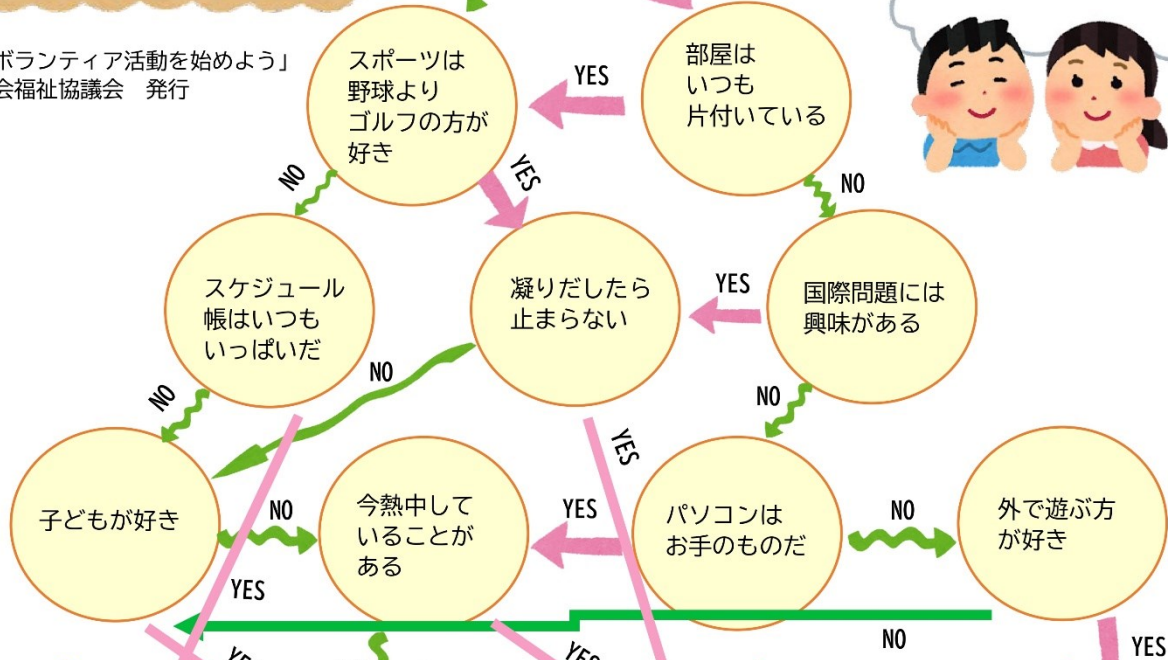 ボランティア活動を始めよう」
会福祉協議会　発行
スポーツは
野球より
ゴルフの方が
好き
YES
部屋は
いつも
片付いている
NO
YES
NO
スケジュール
帳はいつも
いっぱいだ
凝りだしたら
止まらない
YES
国際問題には
興味がある
NO
NO
NO
子どもが好き
NO
今熱中して
いることが
ある
YES
YES
パソコンは
お手のものだ
NO
外で遊ぶ方
が好き
YES
NO
YES
YES
YES